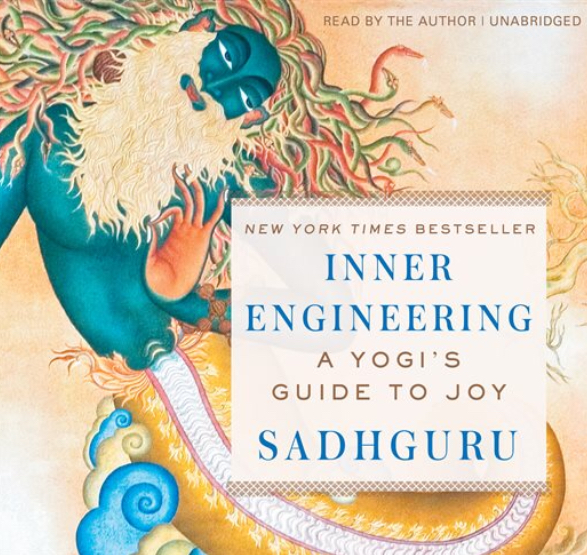 READ BY THE AUTHOR | UNABRIDGED
NEW YORK TIMES BESTSELLER
INNER
ENGINEERING
A YOGI'S
GUIDE TO JOY
SADHGURU